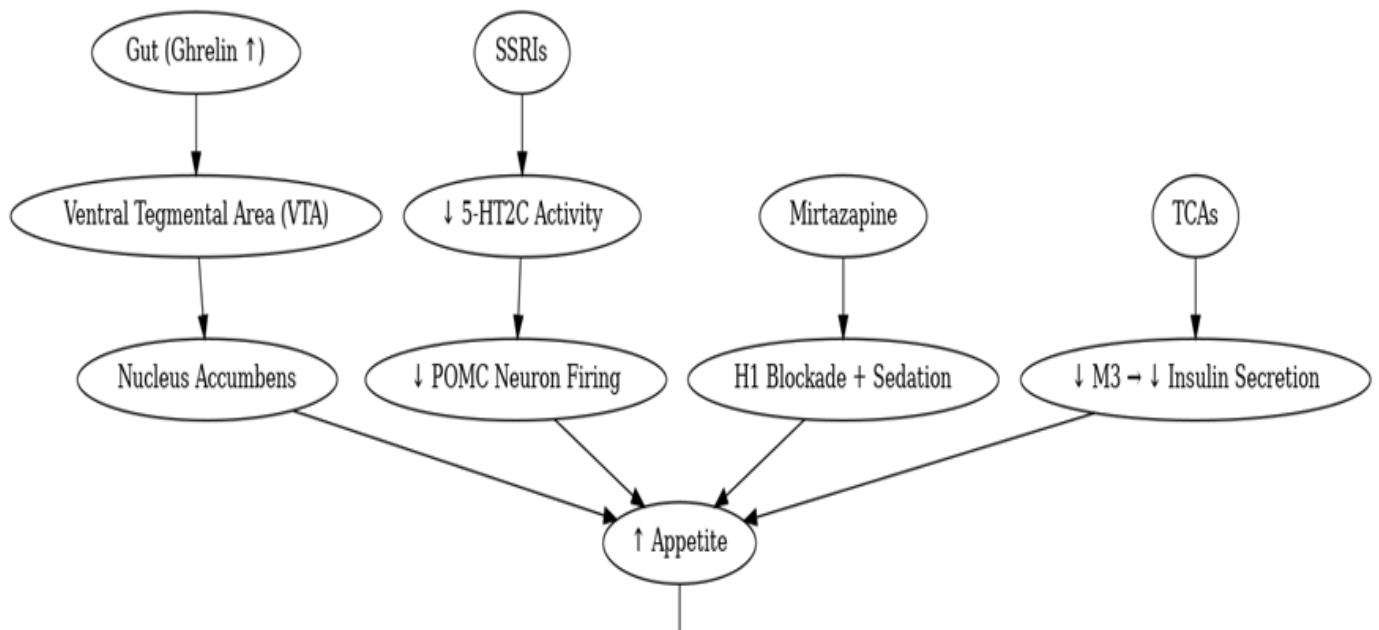 Gut (Ghrelin ↑)
SSRIs
Ventral Tegmental Area (VTA)
↓ 5-HT2C Activity
Mirtazapine
TCAs
Nucleus Accumbens
↓ POMC Neuron Firing
H1 Blockade + Sedation
↓ M3 → ↓ Insulin Secretion
↑ Appetite